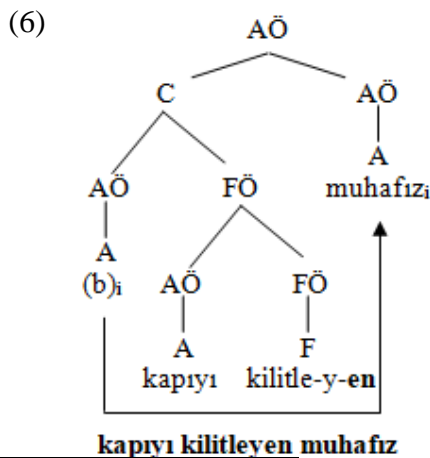 (6)
AÖ
C AÖ
A
AÖ FÖ muhafızᵢ
A
(b)ᵢ AÖ FÖ
A F
kapıyı kilitle-y-en
kapıyı kilitleyen muhafız